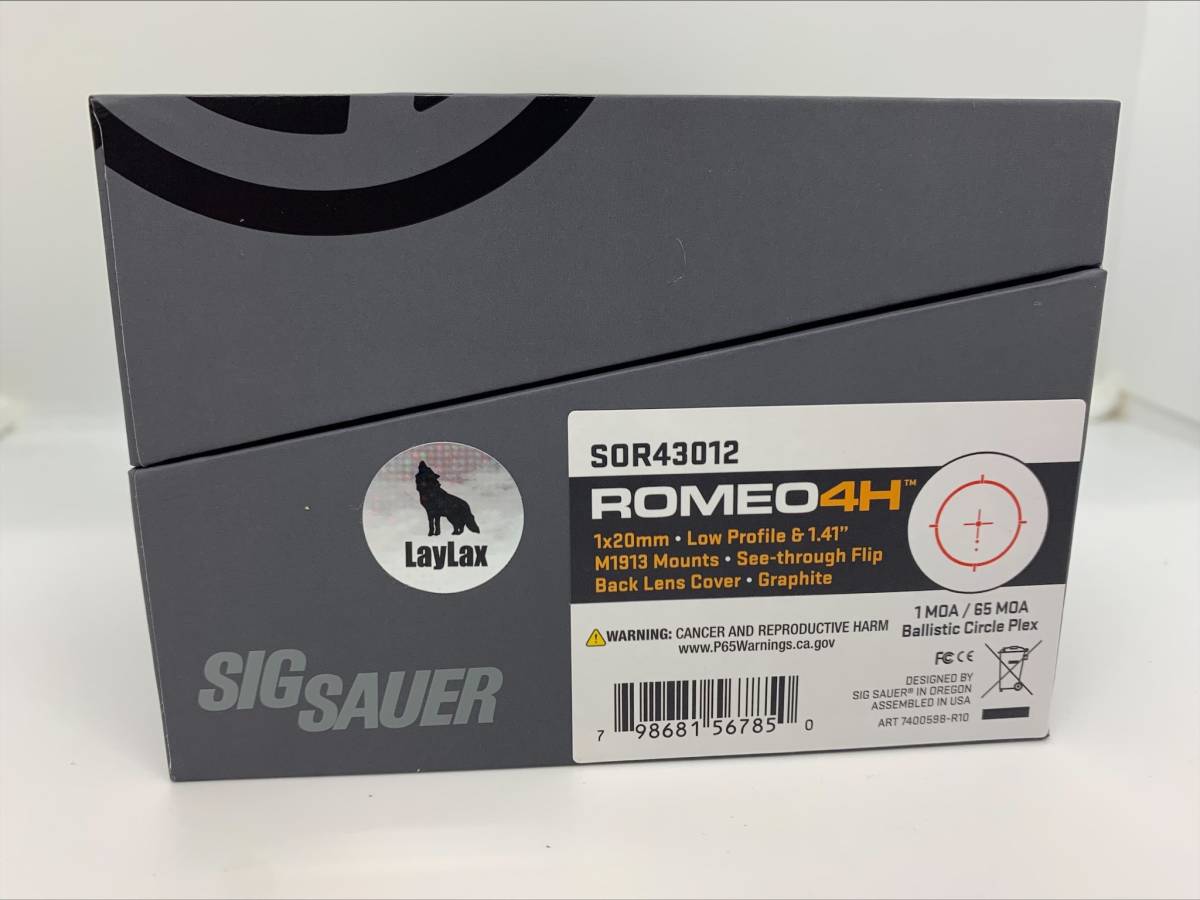 SOR43012
ROMEO4H™
1x20mm • Low Profile & 1.41"
M1913 Mounts • See-through Flip
Back Lens Cover • Graphite
1 MOA / 65 MOA
Ballistic Circle Plex
WARNING: CANCER AND REPRODUCTIVE HARM
www.P65Warnings.ca.gov
FC CE
DESIGNED BY
SIG SAUER® IN OREGON
ASSEMBLED IN USA
ART 7400598-R10
7 98681 56785 0
LayLax
SIG SAUER